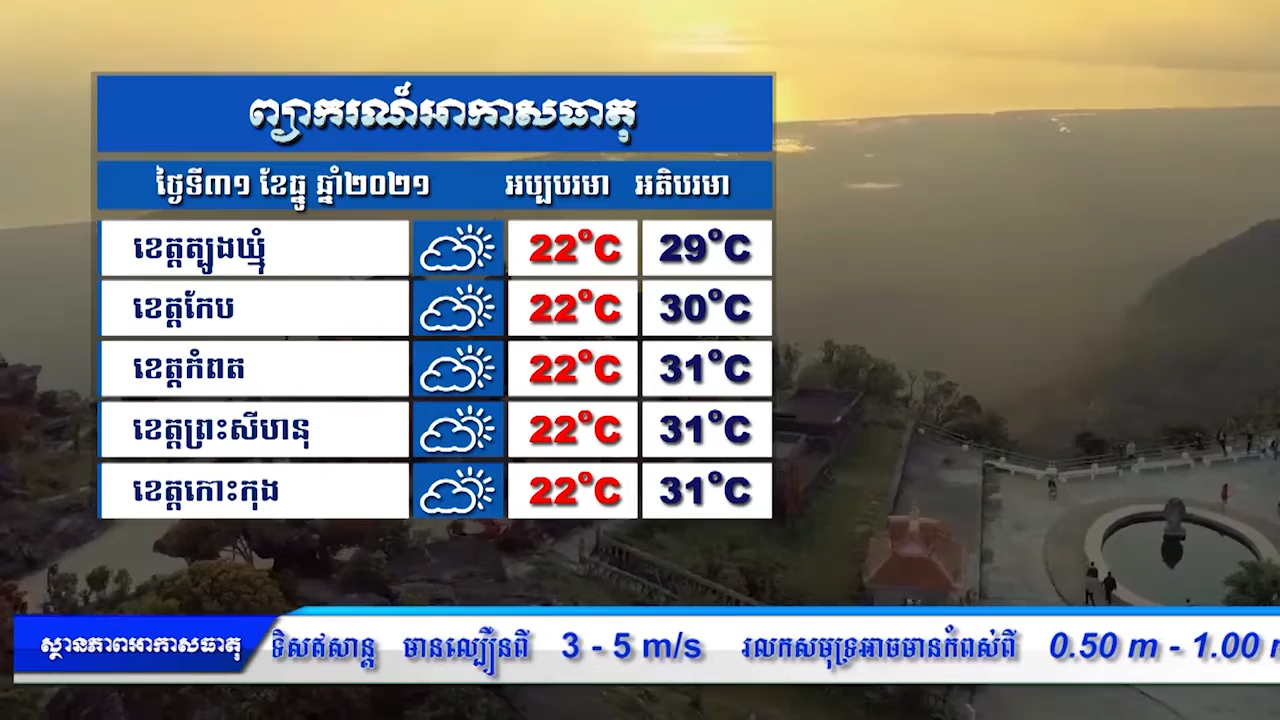 ព្យាករណ៍អាកាសធាតុ
ថ្ងៃទី៣១ ខែធ្នូ ឆ្នាំ២០២១ អប្បបរមា អតិបរមា
ខេត្តត្បូងឃ្មុំ 22°C 29°C
ខេត្តកែប 22°C 30°C
ខេត្តកំពត 22°C 31°C
ខេត្តព្រះសីហនុ 22°C 31°C
ខេត្តកោះកុង 22°C 31°C
ស្ថានភាពអាកាសធាតុ ទិសឥសាន្ត មានល្បឿនពី 3 - 5 m/s រលកសមុទ្រអាចមានកំពស់ពី 0.50 m - 1.00